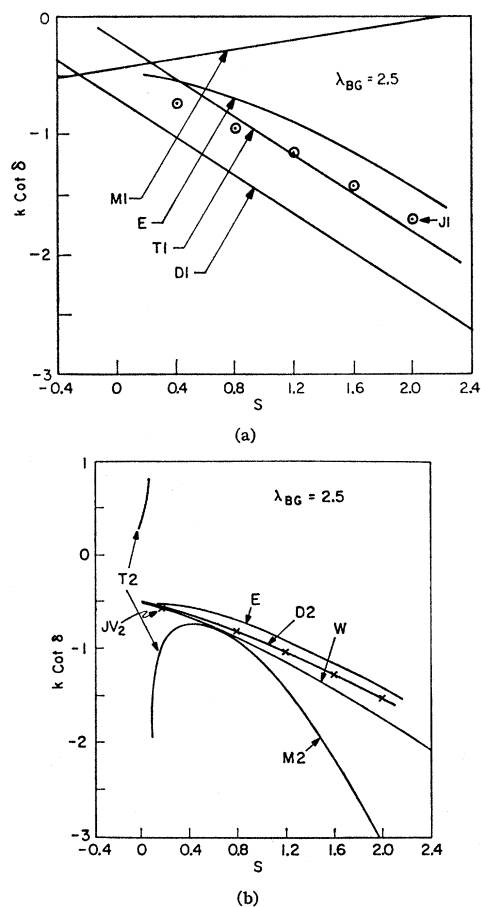 0
λBG = 2.5
-1
k Cot δ
M1
E
T1
D1
J1
-2
-3
-0.4 0 0.4 0.8 1.2 1.6 2.0 2.4
S
(a)
1
λBG = 2.5
0
T2
E
D2
W
JV2
-1
k Cot δ
M2
-2
-3
-0.4 0 0.4 0.8 1.2 1.6 2.0 2.4
S
(b)